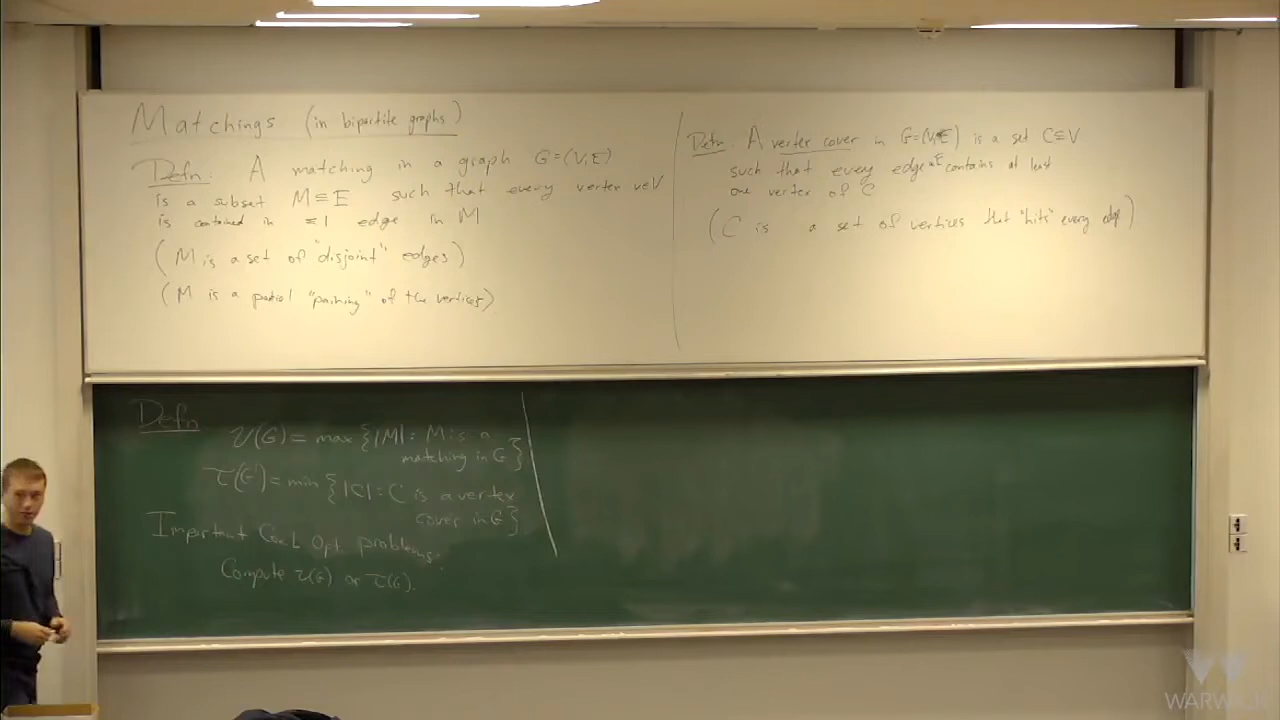 Matchings (in bipartite graphs)
Defn. A matching in a graph G=(V,E)
is a subset M⊆E such that every vertex v∈V
is contained in ≤1 edge in M
(M is a set of "disjoint" edges)
(M is a partial "pairing" of the vertices)
Defn. A vertex cover in G=(V,E) is a set C⊆V
such that every edge in E contains at least
one vertex of C
(C is a set of vertices that "hits" every edge)
Defn
ν(G) = max {|M| : M is a
matching in G}
τ(G) = min {|C| : C is a vertex
cover in G}
Important Comb. Opt. problems.
Compute ν(G) or τ(G).
WARWICK